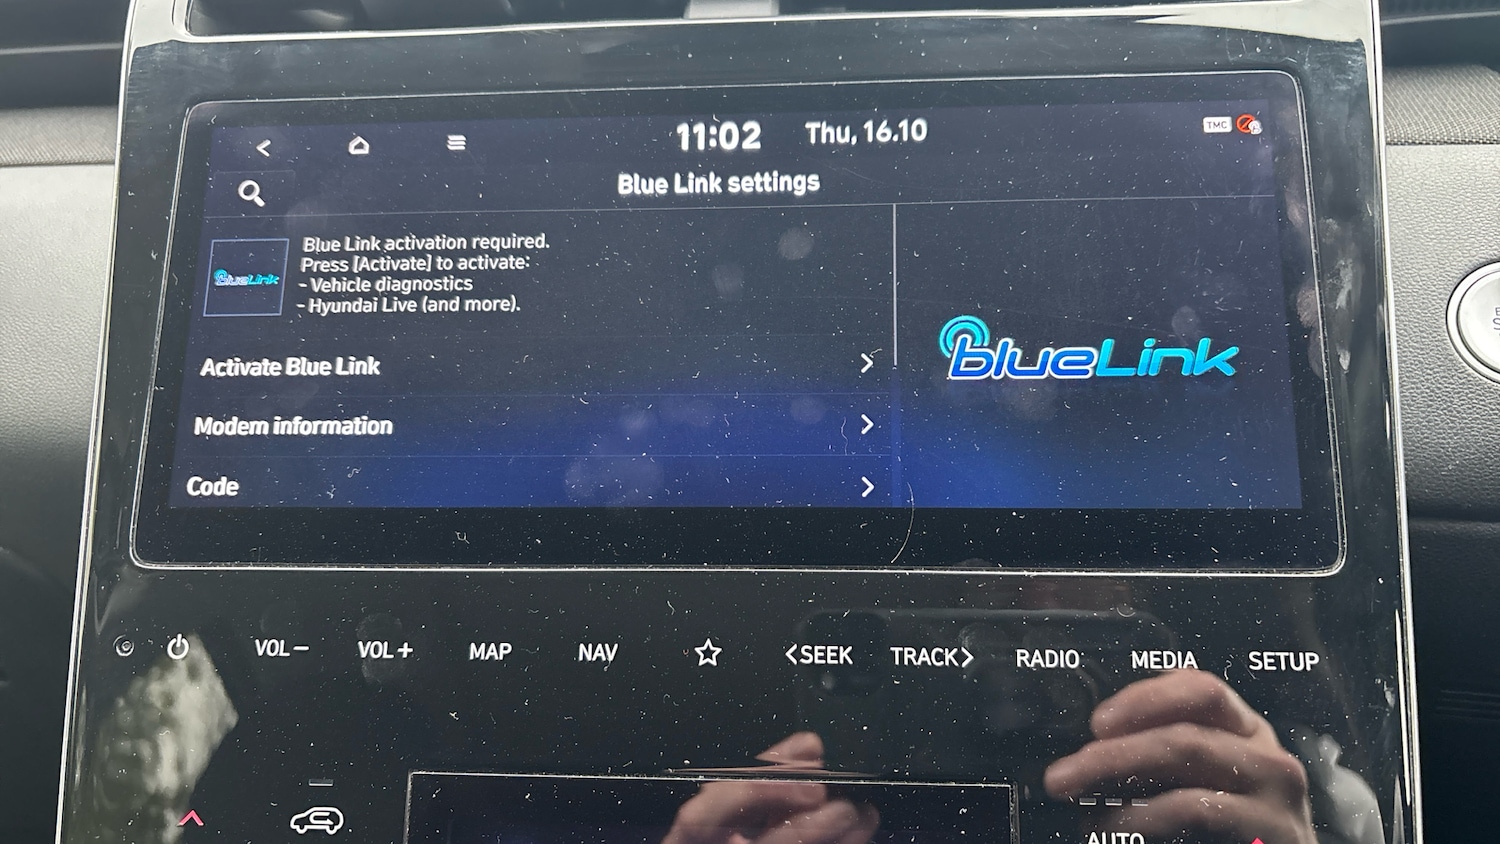 11:02 Thu, 16.10 TMC
Blue Link settings
blueLink
Blue Link activation required.
Press [Activate] to activate:
- Vehicle diagnostics
- Hyundai Live (and more).
Activate Blue Link
Modem information
Code
blueLink
VOL− VOL+ MAP NAV <SEEK TRACK> RADIO MEDIA SETUP
AUTO